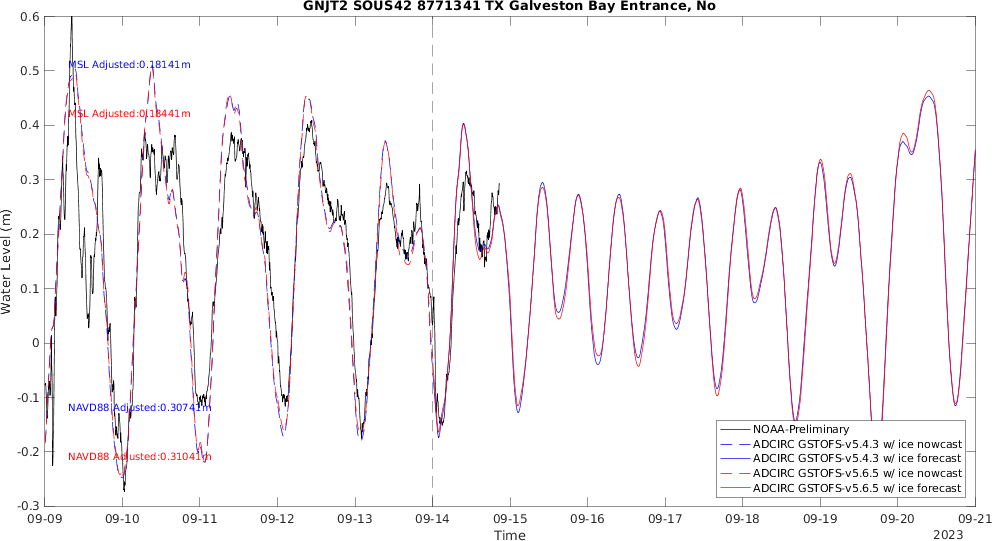 GNJT2 SOUS42 8771341 TX Galveston Bay Entrance, No
Water Level (m)
0.6
0.5
0.4
0.3
0.2
0.1
0
-0.1
-0.2
-0.3
MSL Adjusted:0.18141m
MSL Adjusted:0.18441m
NAVD88 Adjusted:0.30741m
NAVD88 Adjusted:0.31041m
NOAA-Preliminary
ADCIRC GSTOFS-v5.4.3 w/ ice nowcast
ADCIRC GSTOFS-v5.4.3 w/ ice forecast
ADCIRC GSTOFS-v5.6.5 w/ ice nowcast
ADCIRC GSTOFS-v5.6.5 w/ ice forecast
09-09 09-10 09-11 09-12 09-13 09-14 09-15 09-16 09-17 09-18 09-19 09-20 09-21
Time
2023